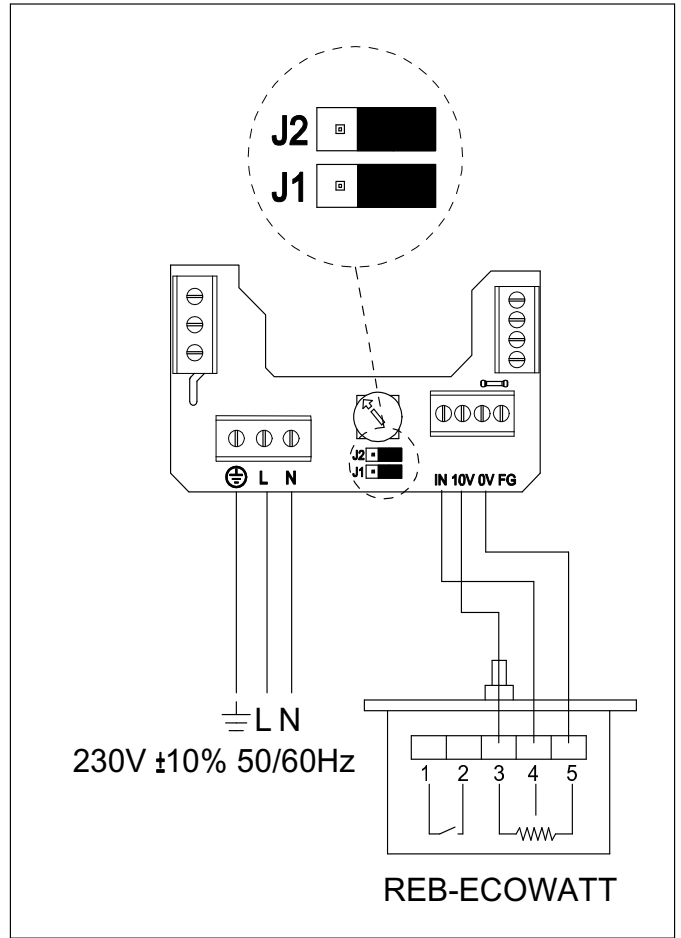 J2
J1
J2
J1
L N
IN 10V 0V FG
L N
230V ±10% 50/60Hz
1 2 3 4 5
REB-ECOWATT